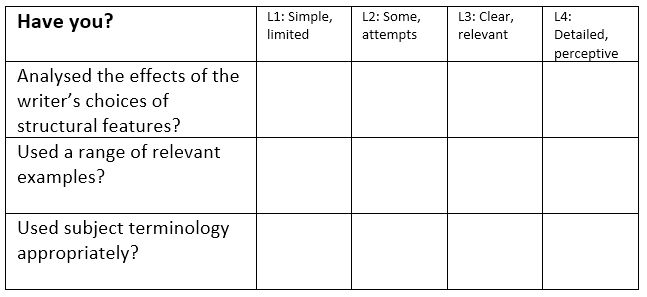 Have you?
L1: Simple,
limited
L2: Some,
attempts
L3: Clear,
relevant
L4:
Detailed,
perceptive
Analysed the effects of the
writer’s choices of
structural features?
Used a range of relevant
examples?
Used subject terminology
appropriately?